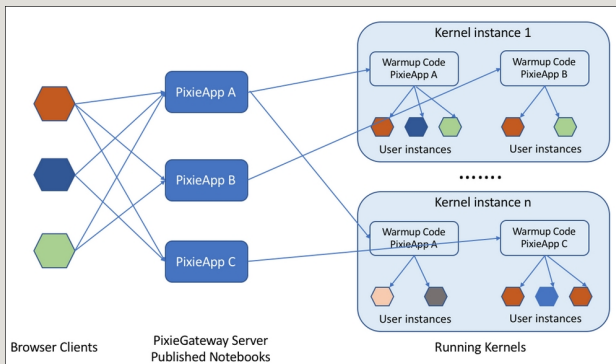 Kernel instance 1
Warmup Code
PixieApp A
Warmup Code
PixieApp B
User instances
User instances
PixieApp A
PixieApp B
PixieApp C
.......
Kernel instance n
Warmup Code
PixieApp A
Warmup Code
PixieApp C
User instances
User instances
Browser Clients
PixieGateway Server
Published Notebooks
Running Kernels